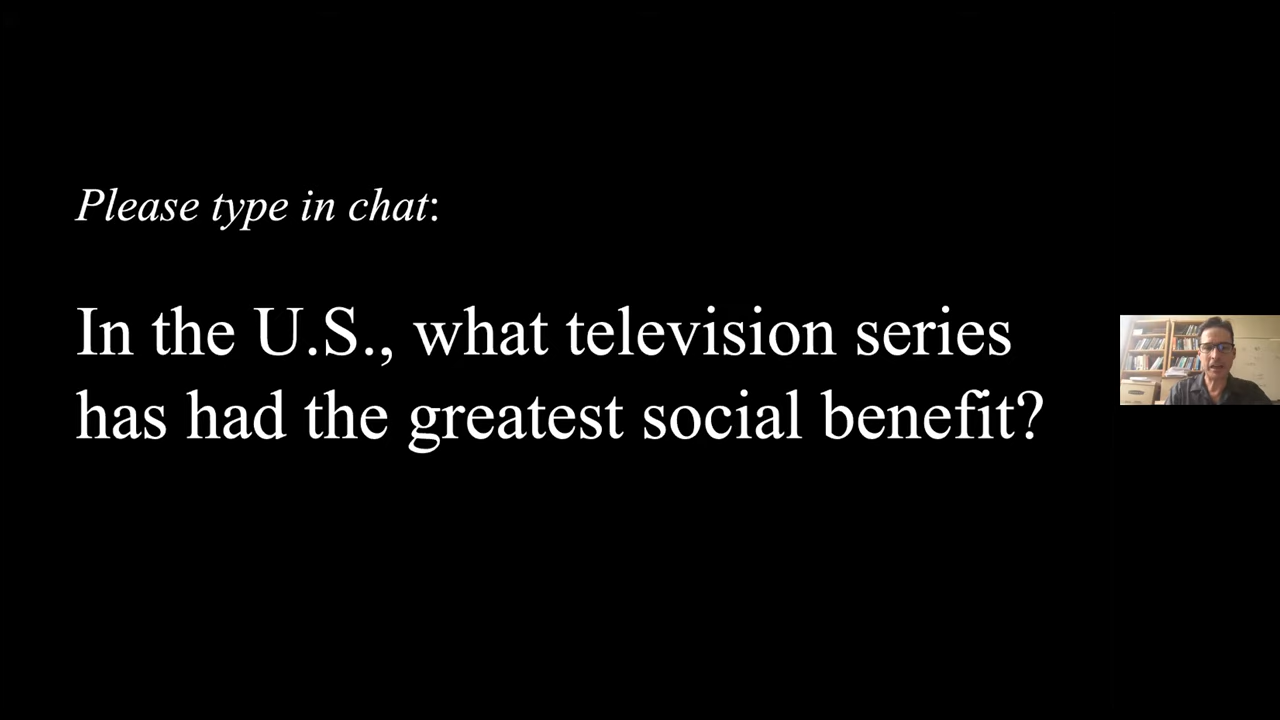 Please type in chat:
In the U.S., what television series
has had the greatest social benefit?